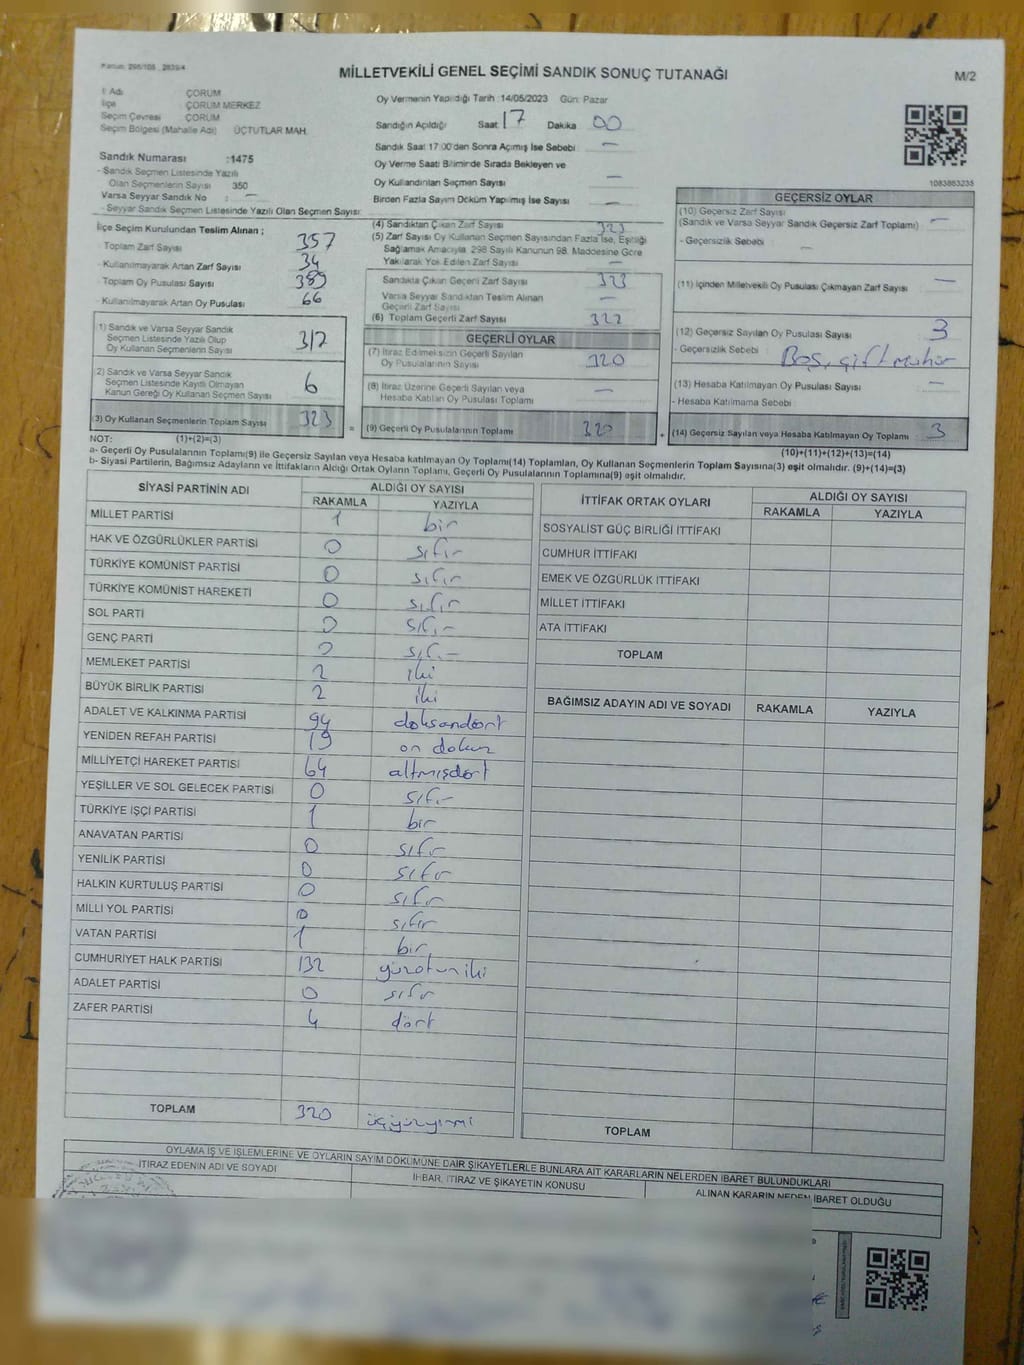 MİLLETVEKİLİ GENEL SEÇİMİ SANDIK SONUÇ TUTANAĞI
M/2
İl Adı ÇORUM
İlçe ÇORUM MERKEZ
Seçim Çevresi ÇORUM
Seçim Bölgesi (Mahalle Adı) ÜÇTUTLAR MAH.
Sandık Numarası :1475
- Sandık Seçmen Listesinde Yazılı
Olan Seçmenlerin Sayısı 350
Varsa Seyyar Sandık No : —
- Seyyar Sandık Seçmen Listesinde Yazılı Olan Seçmen Sayısı:
Oy Vermenin Yapıldığı Tarih :14/05/2023 Gün: Pazar
Sandığın Açıldığı Saat 17 Dakika 00
Sandık Saat 17:00'den Sonra Açılmış İse Sebebi : —
Oy Verme Saati Bitiminde Sırada Bekleyen ve
Oy Kullandırılan Seçmen Sayısı : —
Birden Fazla Sayım Döküm Yapılmış İse Sayısı : —
1083863235
İlçe Seçim Kurulundan Teslim Alınan ;
- Toplam Zarf Sayısı : 357
- Kullanılmayarak Artan Zarf Sayısı : 34
- Toplam Oy Pusulası Sayısı : 389
- Kullanılmayarak Artan Oy Pusulası : 66
1) Sandık ve Varsa Seyyar Sandık
Seçmen Listesinde Yazılı Olup
Oy Kullanan Seçmenlerin Sayısı : 317
2) Sandık ve Varsa Seyyar Sandık
Seçmen Listesinde Kayıtlı Olmayan
Kanun Gereği Oy Kullanan Seçmen Sayısı : 6
(3) Oy Kullanan Seçmenlerin Toplam Sayısı : 323
(4) Sandıktan Çıkan Zarf Sayısı : 323
(5) Zarf Sayısı Oy Kullanan Seçmen Sayısından Fazla İse, Eşitliği
Sağlamak Amacıyla 298 Sayılı Kanunun 98. Maddesine Göre
Yakılarak Yok Edilen Zarf Sayısı : —
Sandıkta Çıkan Geçerli Zarf Sayısı : 323
Varsa Seyyar Sandıktan Teslim Alınan
Geçerli Zarf Sayısı : —
(6) Toplam Geçerli Zarf Sayısı : 322
GEÇERLİ OYLAR
(7) İtiraz Edilmeksizin Geçerli Sayılan
Oy Pusulalarının Sayısı : 320
(8) İtiraz Üzerine Geçerli Sayılan veya
Hesaba Katılan Oy Pusulası Toplamı : —
= (9) Geçerli Oy Pusulalarının Toplamı : 320
GEÇERSİZ OYLAR
(10) Geçersiz Zarf Sayısı
(Sandık ve Varsa Seyyar Sandık Geçersiz Zarf Toplamı) : —
- Geçersizlik Sebebi : —
(11) İçinden Milletvekili Oy Pusulası Çıkmayan Zarf Sayısı : —
(12) Geçersiz Sayılan Oy Pusulası Sayısı : 3
- Geçersizlik Sebebi : Boş, çift mühür
(13) Hesaba Katılmayan Oy Pusulası Sayısı : —
- Hesaba Katılmama Sebebi :
+ (14) Geçersiz Sayılan veya Hesaba Katılmayan Oy Toplamı : 3
NOT: (1)+(2)=(3) (10)+(11)+(12)+(13)=(14)
a- Geçerli Oy Pusulalarının Toplamı(9) ile Geçersiz Sayılan veya Hesaba Katılmayan Oy Toplamı(14) Toplamları, Oy Kullanan Seçmenlerin Toplam Sayısına(3) eşit olmalıdır. (9)+(14)=(3)
b- Siyasi Partilerin, Bağımsız Adayların ve İttifakların Aldığı Ortak Oyların Toplamı, Geçerli Oy Pusulalarının Toplamına(9) eşit olmalıdır.
SİYASİ PARTİNİN ADI ALDIĞI OY SAYISI
RAKAMLA YAZIYLA
MİLLET PARTİSİ 1 bir
HAK VE ÖZGÜRLÜKLER PARTİSİ 0 sıfır
TÜRKİYE KOMÜNİST PARTİSİ 0 sıfır
TÜRKİYE KOMÜNİST HAREKETİ 0 sıfır
SOL PARTİ 0 sıfır
GENÇ PARTİ 0 sıfır
MEMLEKET PARTİSİ 2 iki
BÜYÜK BİRLİK PARTİSİ 2 iki
ADALET VE KALKINMA PARTİSİ 94 doksandört
YENİDEN REFAH PARTİSİ 19 on dokuz
MİLLİYETÇİ HAREKET PARTİSİ 64 altmışdört
YEŞİLLER VE SOL GELECEK PARTİSİ 0 sıfır
TÜRKİYE İŞÇİ PARTİSİ 1 bir
ANAVATAN PARTİSİ 0 sıfır
YENİLİK PARTİSİ 0 sıfır
HALKIN KURTULUŞ PARTİSİ 0 sıfır
MİLLİ YOL PARTİSİ 0 sıfır
VATAN PARTİSİ 1 bir
CUMHURİYET HALK PARTİSİ 132 yüzotuziki
ADALET PARTİSİ 0 sıfır
ZAFER PARTİSİ 4 dört
TOPLAM 320 üçyüzyirmi
İTTİFAK ORTAK OYLARI ALDIĞI OY SAYISI
RAKAMLA YAZIYLA
SOSYALİST GÜÇ BİRLİĞİ İTTİFAKI
CUMHUR İTTİFAKI
EMEK VE ÖZGÜRLÜK İTTİFAKI
MİLLET İTTİFAKI
ATA İTTİFAKI
TOPLAM
BAĞIMSIZ ADAYIN ADI VE SOYADI RAKAMLA YAZIYLA
TOPLAM
OYLAMA İŞ VE İŞLEMLERİNE VE OYLARIN SAYIM DÖKÜMÜNE DAİR ŞİKAYETLERLE BUNLARA AİT KARARLARIN NELERDEN İBARET BULUNDUKLARI
İTİRAZ EDENİN ADI VE SOYADI İHBAR, İTİRAZ VE ŞİKAYETİN KONUSU ALINAN KARARIN NEDEN İBARET OLDUĞU